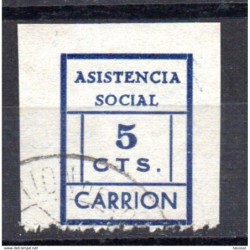 ASISTENCIA
SOCIAL
5
CTS.
CARRION